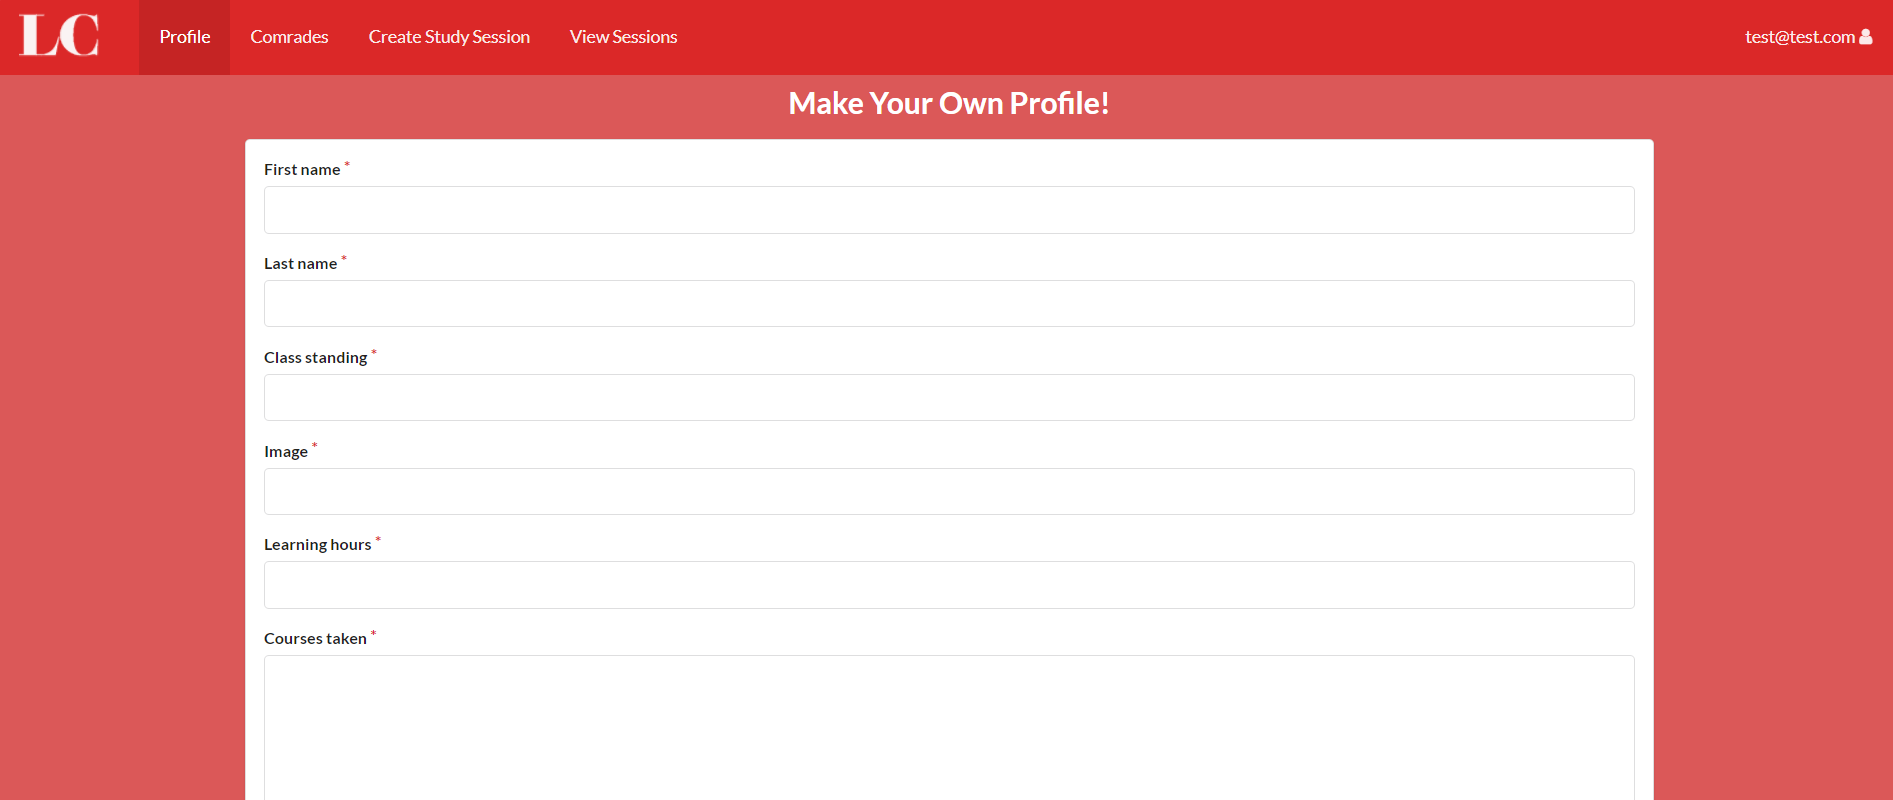 LC Profile Comrades Create Study Session View Sessions test@test.com
Make Your Own Profile!
First name *
Last name *
Class standing *
Image *
Learning hours *
Courses taken *